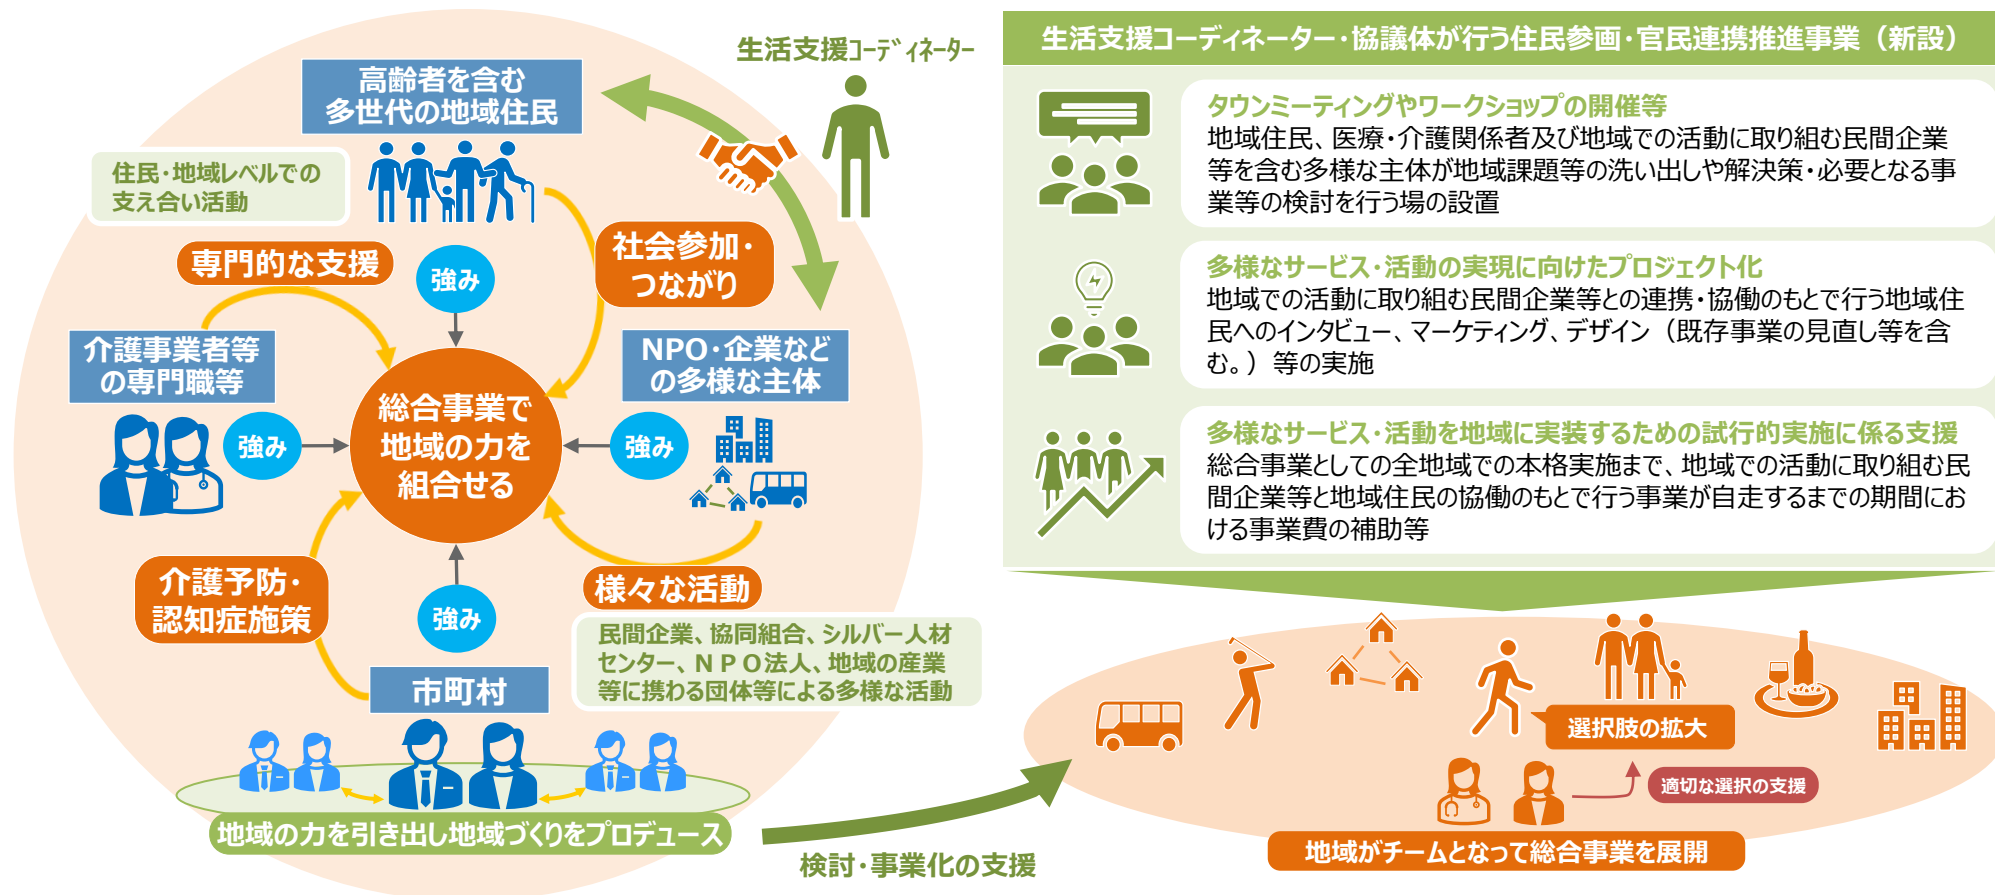 生活支援コーディネーター
高齢者を含む
多世代の地域住民
住民・地域レベルでの
支え合い活動
専門的な支援
強み
社会参加・
つながり
介護事業者等
の専門職等
強み
総合事業で
地域の力を
組合せる
強み
NPO・企業など
の多様な主体
介護予防・
認知症施策
強み
様々な活動
民間企業、協同組合、シルバー人材
センター、NPO法人、地域の産業
等に携わる団体等による多様な活動
市町村
地域の力を引き出し地域づくりをプロデュース
検討・事業化の支援
生活支援コーディネーター・協議体が行う住民参画・官民連携推進事業（新設）
タウンミーティングやワークショップの開催等
地域住民、医療・介護関係者及び地域での活動に取り組む民間企業
等を含む多様な主体が地域課題等の洗い出しや解決策・必要となる事
業等の検討を行う場の設置
多様なサービス・活動の実現に向けたプロジェクト化
地域での活動に取り組む民間企業等との連携・協働のもとで行う地域住
民へのインタビュー、マーケティング、デザイン（既存事業の見直し等を含
む。）等の実施
多様なサービス・活動を地域に実装するための試行的実施に係る支援
総合事業としての全地域での本格実施まで、地域での活動に取り組む民
間企業等と地域住民の協働のもとで行う事業が自走するまでの期間にお
ける事業費の補助等
選択肢の拡大
適切な選択の支援
地域がチームとなって総合事業を展開